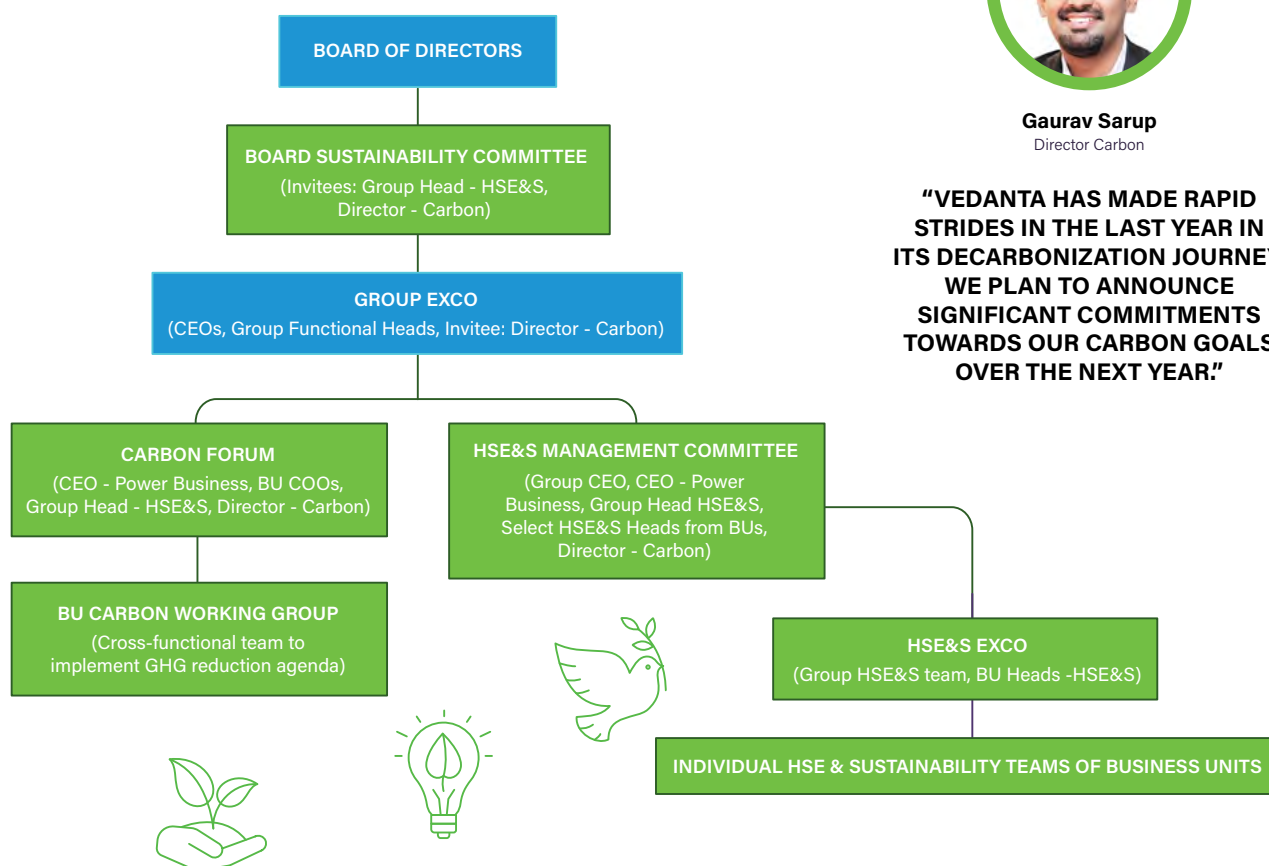 BOARD OF DIRECTORS
BOARD SUSTAINABILITY COMMITTEE
(Invitees: Group Head - HSE&S,
Director - Carbon)
GROUP EXCO
(CEOs, Group Functional Heads, Invitee: Director - Carbon)
CARBON FORUM
(CEO - Power Business, BU COOs,
Group Head - HSE&S, Director - Carbon)
HSE&S MANAGEMENT COMMITTEE
(Group CEO, CEO - Power
Business, Group Head HSE&S,
Select HSE&S Heads from BUs,
Director - Carbon)
BU CARBON WORKING GROUP
(Cross-functional team to
implement GHG reduction agenda)
HSE&S EXCO
(Group HSE&S team, BU Heads -HSE&S)
INDIVIDUAL HSE & SUSTAINABILITY TEAMS OF BUSINESS UNITS
Gaurav Sarup
Director Carbon
“VEDANTA HAS MADE RAPID
STRIDES IN THE LAST YEAR IN
ITS DECARBONIZATION JOURNEY
WE PLAN TO ANNOUNCE
SIGNIFICANT COMMITMENTS
TOWARDS OUR CARBON GOALS
OVER THE NEXT YEAR.”